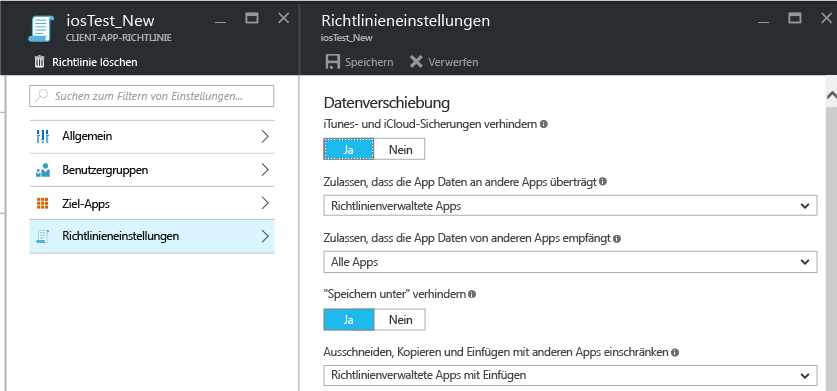 iosTest_New
CLIENT-APP-RICHTLINIE
Richtlinie löschen
Suchen zum Filtern von Einstellungen...
Allgemein
Benutzergruppen
Ziel-Apps
Richtlinieneinstellungen
Richtlinieneinstellungen
iosTest_New
Speichern Verwerfen
Datenverschiebung
iTunes- und iCloud-Sicherungen verhindern
Ja Nein
Zulassen, dass die App Daten an andere Apps überträgt
Richtlinienverwaltete Apps
Zulassen, dass die App Daten von anderen Apps empfängt
Alle Apps
"Speichern unter" verhindern
Ja Nein
Ausschneiden, Kopieren und Einfügen mit anderen Apps einschränken
Richtlinienverwaltete Apps mit Einfügen